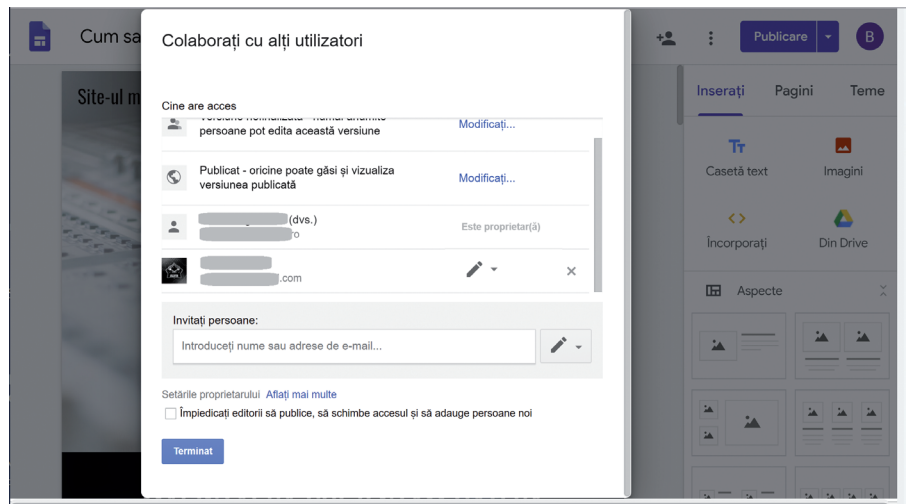 Cum sa
Colaborați cu alți utilizatori
Publicare
B
Site-ul m
Inserați Pagini Teme
Cine are acces
persoane pot edita această versiune
Modificați...
Publicat - oricine poate găsi și vizualiza
versiunea publicată
Modificați...
Casetă text Imagini
(dvs.)
Este proprietar(ă)
Încorporați Din Drive
.com
Aspecte
Invitați persoane:
Introduceți nume sau adrese de e-mail...
Setările proprietarului Aflați mai multe
Împiedicați editorii să publice, să schimbe accesul și să adauge persoane noi
Terminat